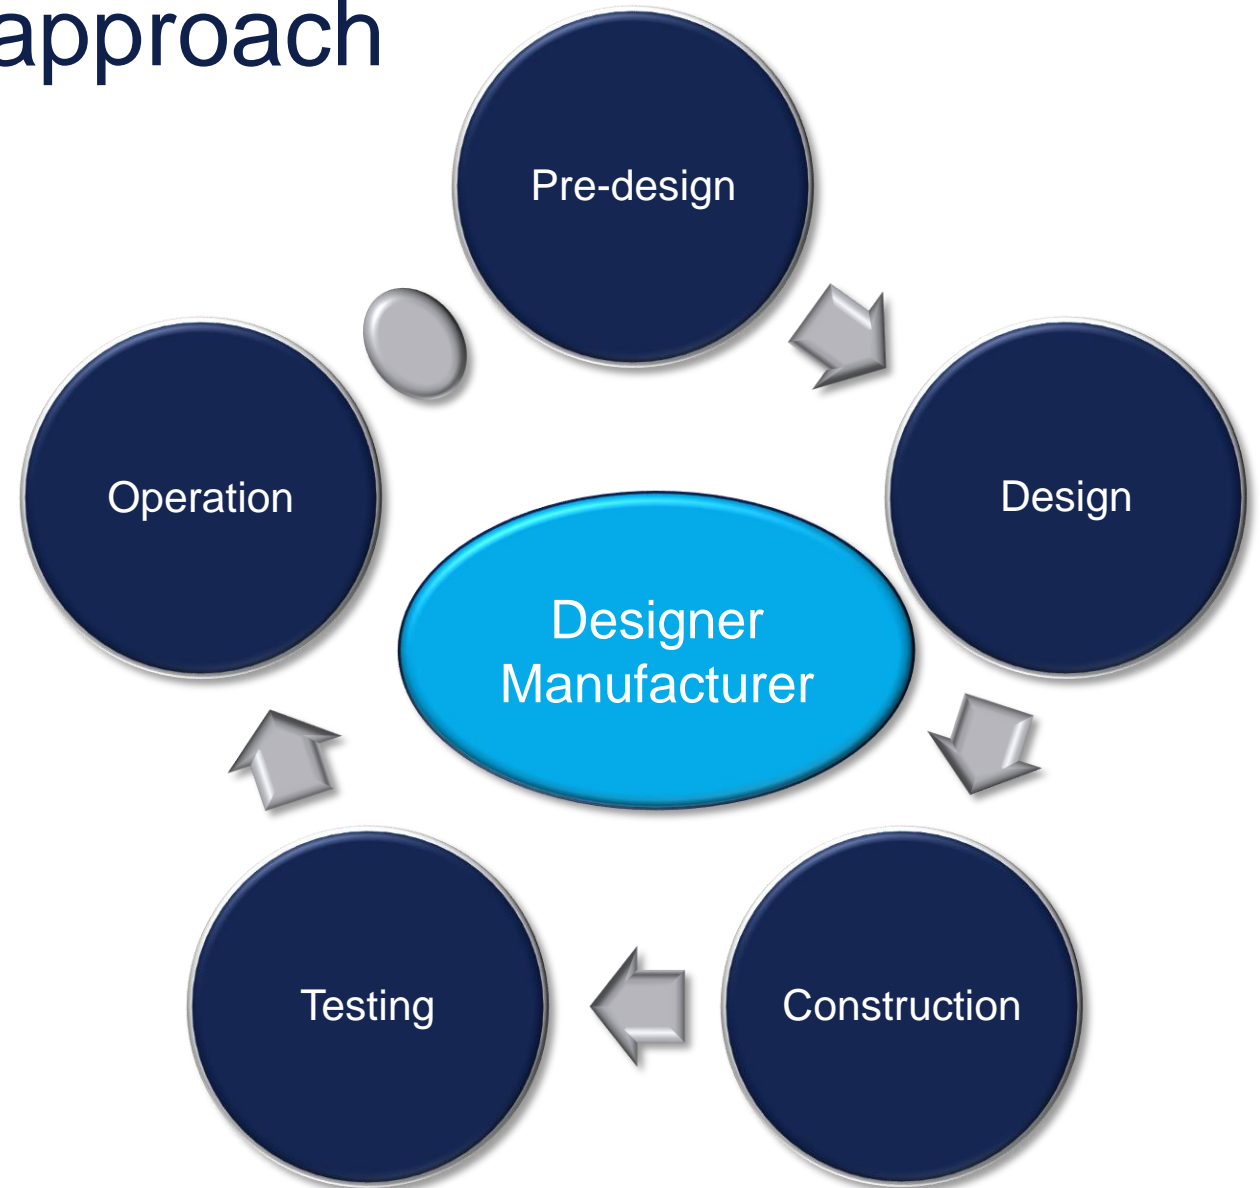 approach
Pre-design
Operation
Design
Designer
Manufacturer
Testing
Construction